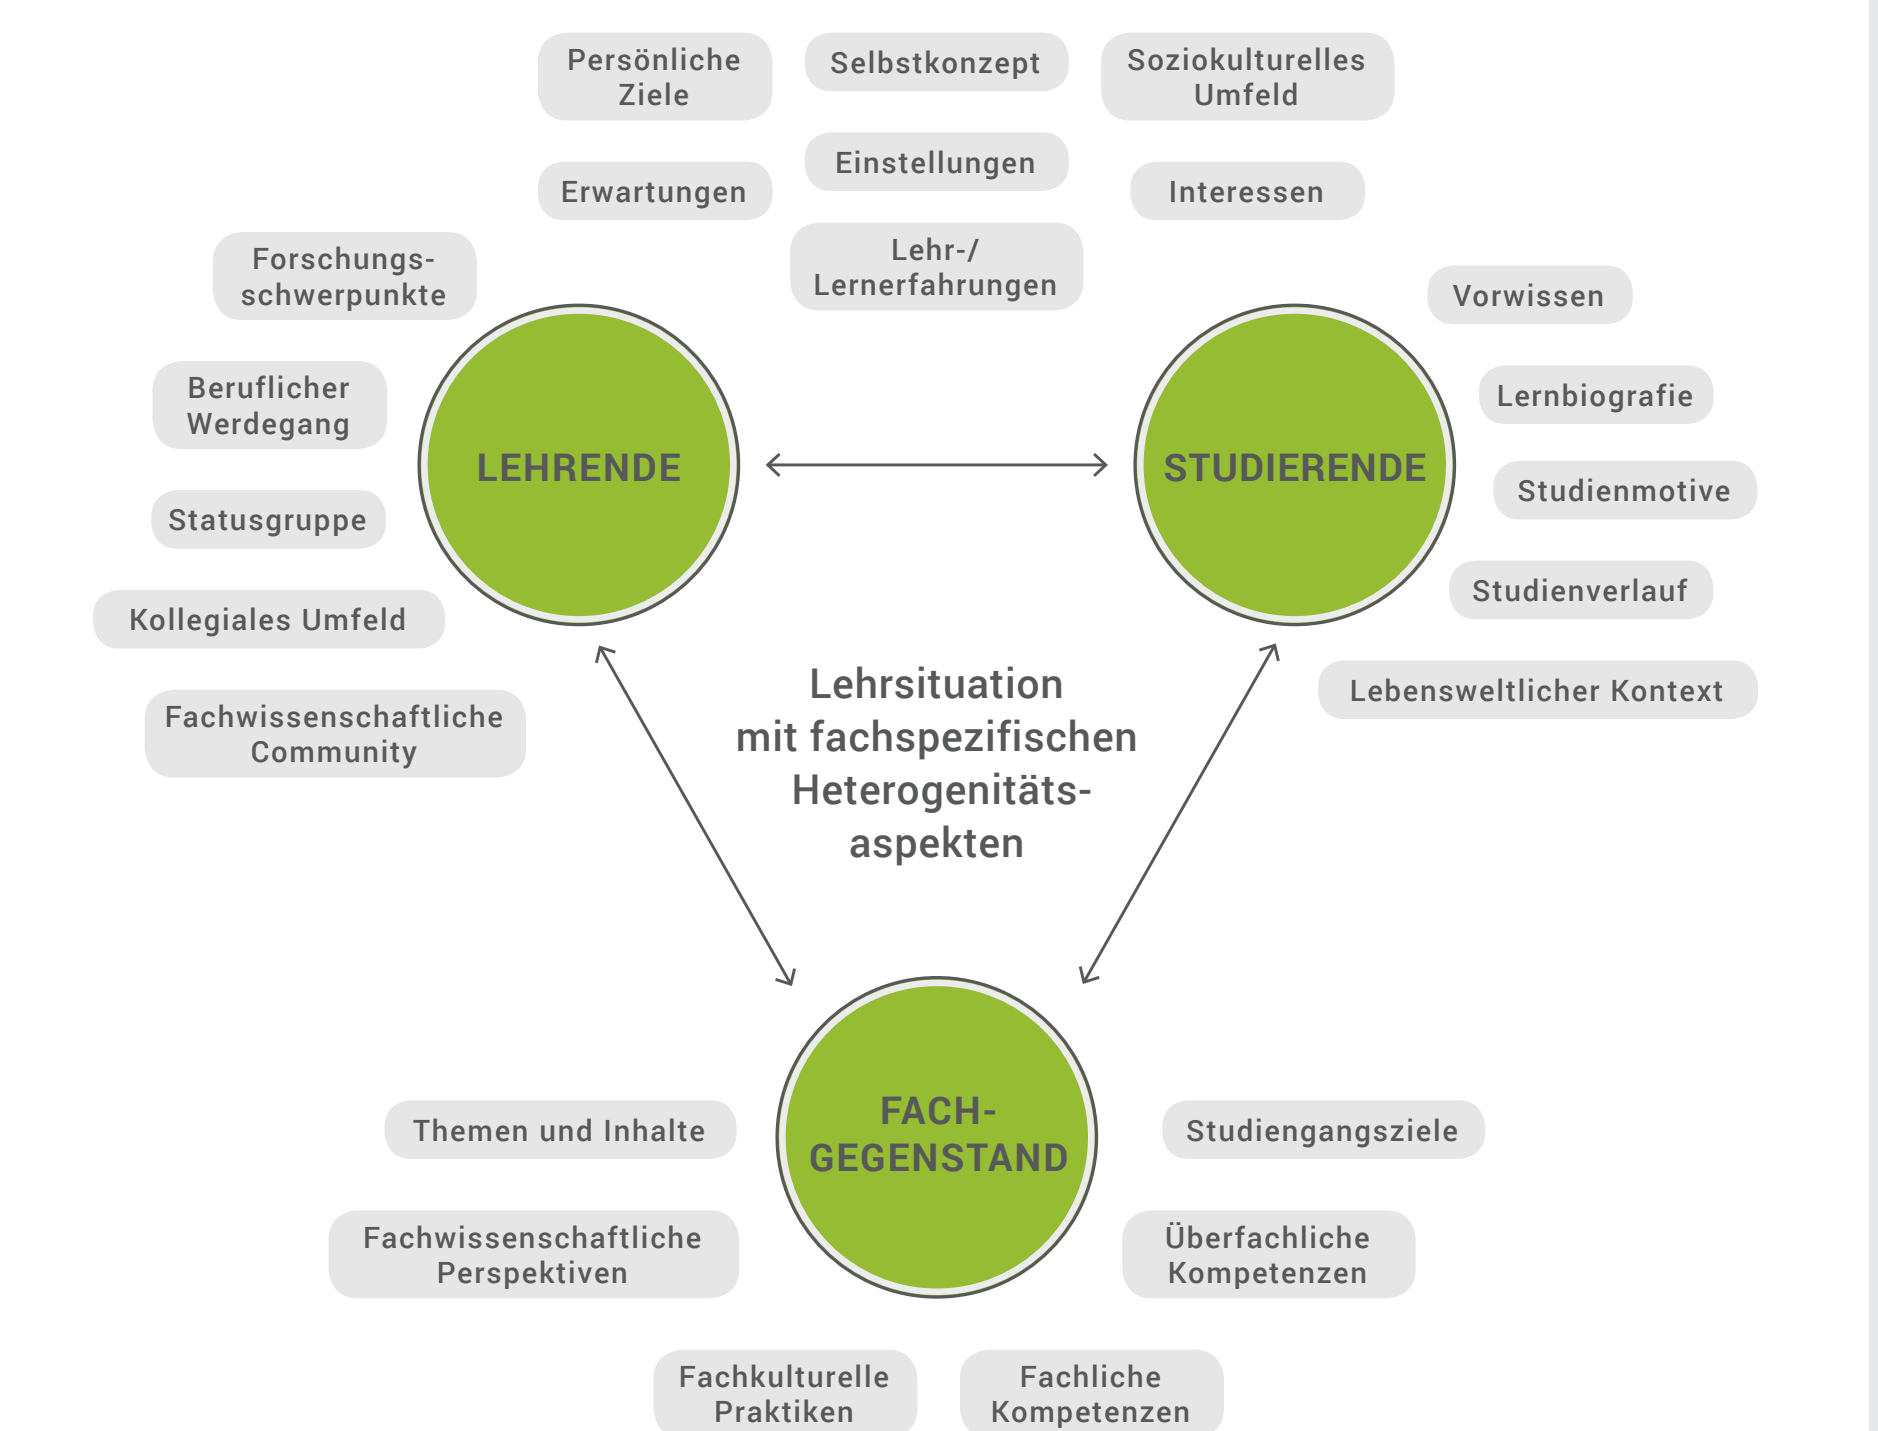 Persönliche
Ziele
Selbstkonzept
Soziokulturelles
Umfeld
Erwartungen
Einstellungen
Interessen
Lehr-/
Lernerfahrungen
Forschungs-
schwerpunkte
Beruflicher
Werdegang
Statusgruppe
Kollegiales Umfeld
Fachwissenschaftliche
Community
LEHRENDE
STUDIERENDE
Vorwissen
Lernbiografie
Studienmotive
Studienverlauf
Lebensweltlicher Kontext
Lehrsituation
mit fachspezifischen
Heterogenitäts-
aspekten
FACH-
GEGENSTAND
Themen und Inhalte
Fachwissenschaftliche
Perspektiven
Fachkulturelle
Praktiken
Fachliche
Kompetenzen
Überfachliche
Kompetenzen
Studiengangsziele